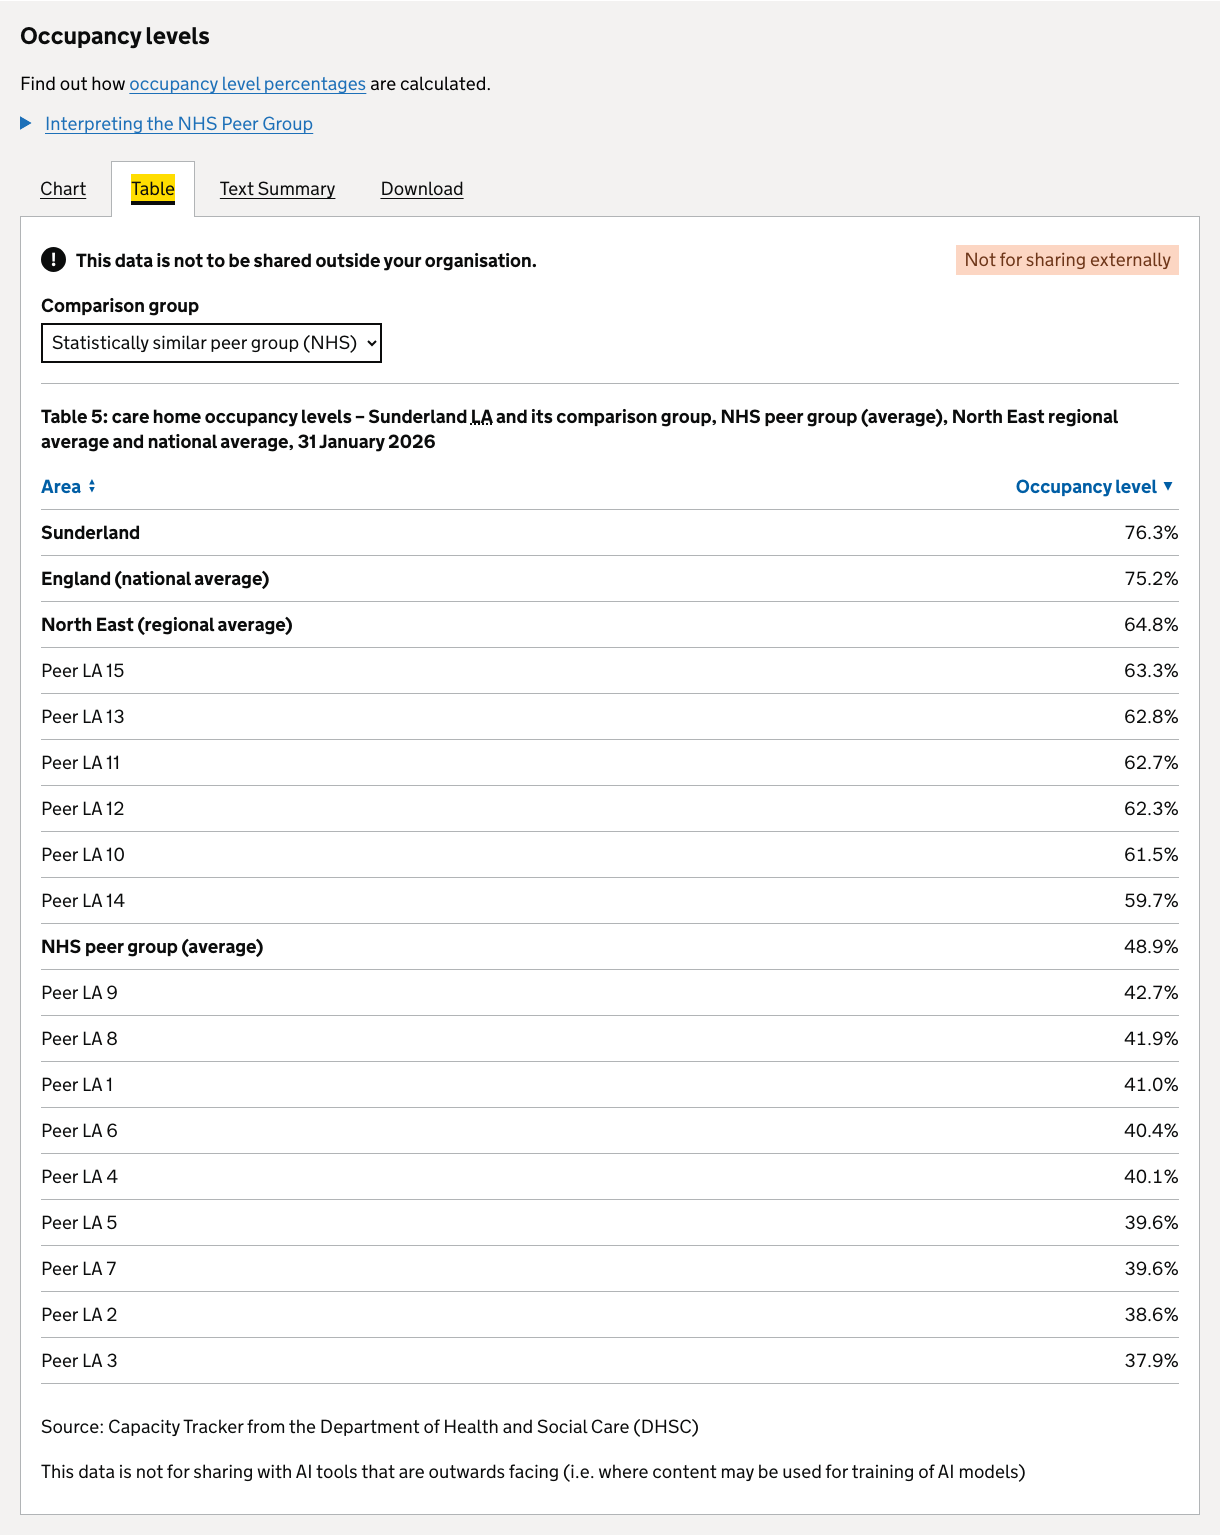 Occupancy levels
Find out how occupancy level percentages are calculated.
Interpreting the NHS Peer Group
Chart
Table
Text Summary
Download
This data is not to be shared outside your organisation.
Not for sharing externally
Comparison group
Statistically similar peer group (NHS)
Table 5: care home occupancy levels – Sunderland LA and its comparison group, NHS peer group (average), North East regional
average and national average, 31 January 2026
Area Occupancy level
Sunderland 76.3%
England (national average) 75.2%
North East (regional average) 64.8%
Peer LA 15 63.3%
Peer LA 13 62.8%
Peer LA 11 62.7%
Peer LA 12 62.3%
Peer LA 10 61.5%
Peer LA 14 59.7%
NHS peer group (average) 48.9%
Peer LA 9 42.7%
Peer LA 8 41.9%
Peer LA 1 41.0%
Peer LA 6 40.4%
Peer LA 4 40.1%
Peer LA 5 39.6%
Peer LA 7 39.6%
Peer LA 2 38.6%
Peer LA 3 37.9%
Source: Capacity Tracker from the Department of Health and Social Care (DHSC)
This data is not for sharing with AI tools that are outwards facing (i.e. where content may be used for training of AI models)